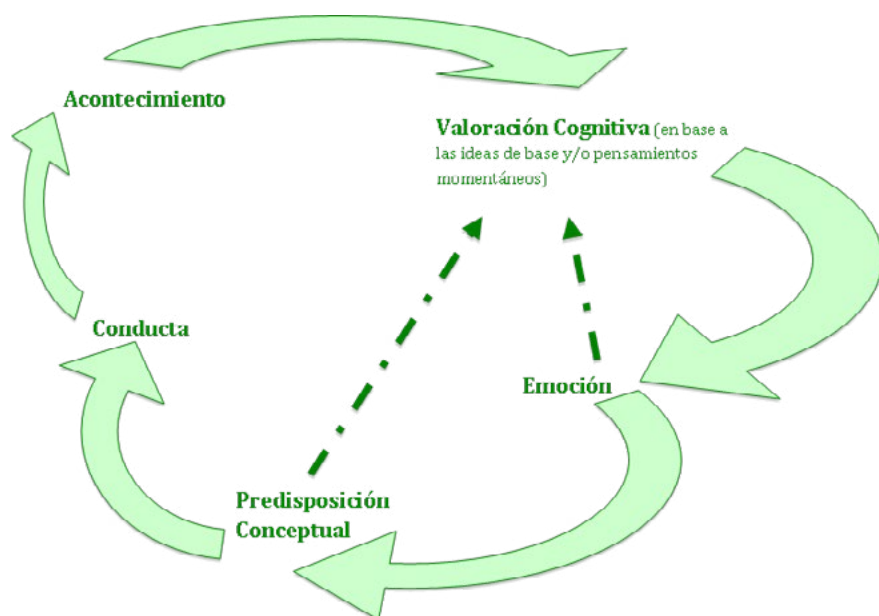 Acontecimiento
Valoración Cognitiva (en base a
las ideas de base y/o pensamientos
momentáneos)
Conducta
Emoción
Predisposición
Conceptual